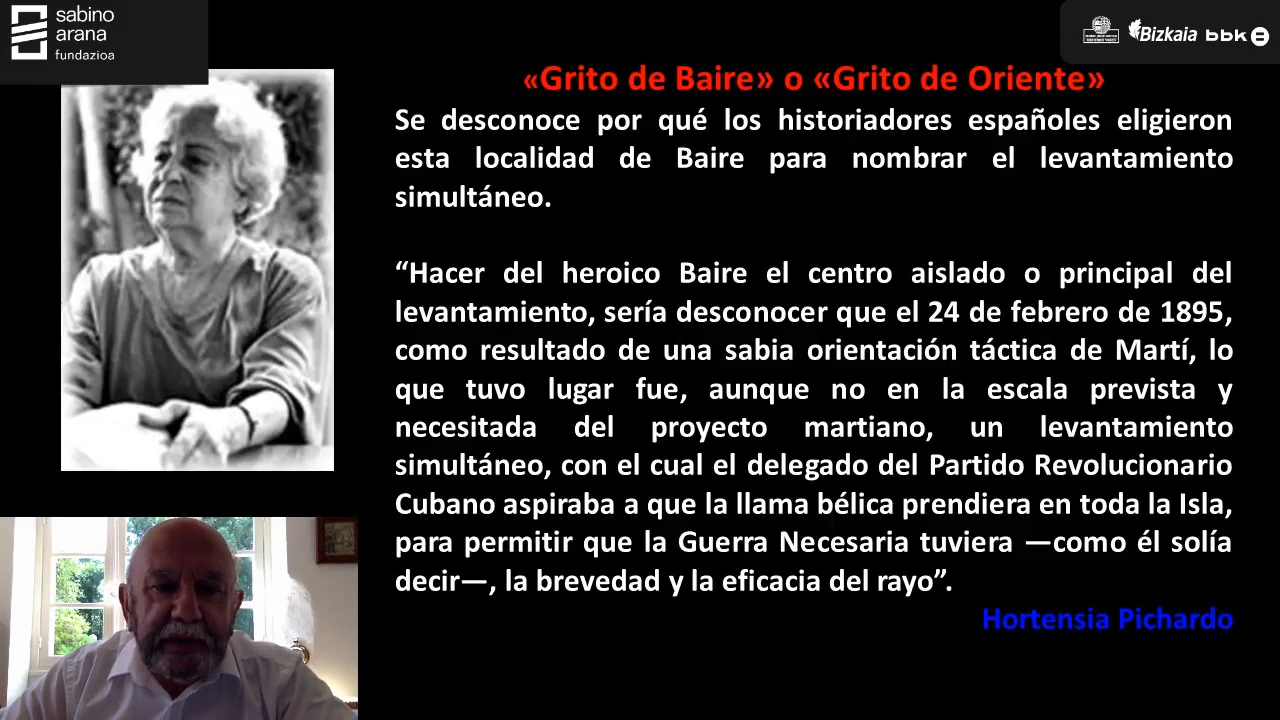 sabino
arana
fundazioa
Bizkaia bbk
«Grito de Baire» o «Grito de Oriente»
Se desconoce por qué los historiadores españoles eligieron
esta localidad de Baire para nombrar el levantamiento
simultáneo.
“Hacer del heroico Baire el centro aislado o principal del
levantamiento, sería desconocer que el 24 de febrero de 1895,
como resultado de una sabia orientación táctica de Martí, lo
que tuvo lugar fue, aunque no en la escala prevista y
necesitada del proyecto martiano, un levantamiento
simultáneo, con el cual el delegado del Partido Revolucionario
Cubano aspiraba a que la llama bélica prendiera en toda la Isla,
para permitir que la Guerra Necesaria tuviera —como él solía
decir—, la brevedad y la eficacia del rayo”.
Hortensia Pichardo